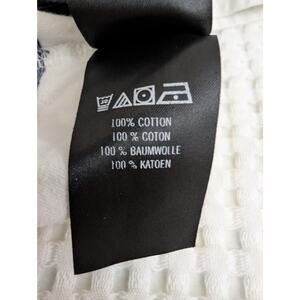 100% COTTON
100 % COTON
100 % BAUMWOLLE
100 % KATOEN